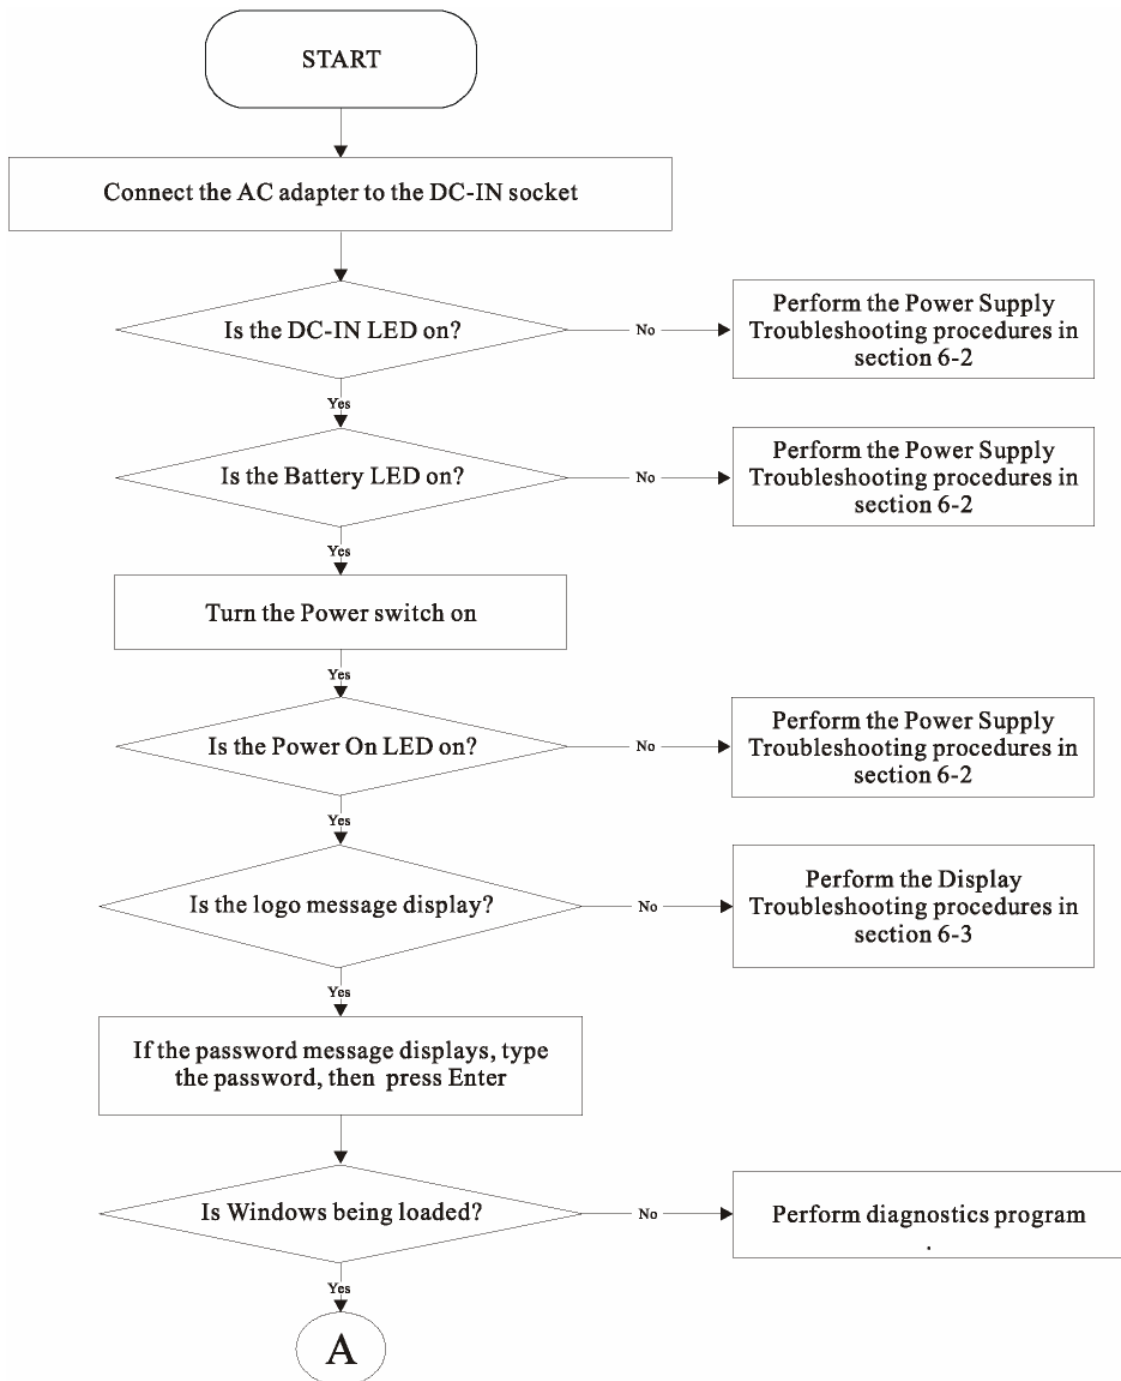 START
Connect the AC adapter to the DC-IN socket
Is the DC-IN LED on?
No
Perform the Power Supply
Troubleshooting procedures in
section 6-2
Yes
Is the Battery LED on?
No
Perform the Power Supply
Troubleshooting procedures in
section 6-2
Yes
Turn the Power switch on
Yes
Is the Power On LED on?
No
Perform the Power Supply
Troubleshooting procedures in
section 6-2
Yes
Is the logo message display?
No
Perform the Display
Troubleshooting procedures in
section 6-3
Yes
If the password message displays, type
the password, then press Enter
Is Windows being loaded?
No
Perform diagnostics program
.
Yes
A